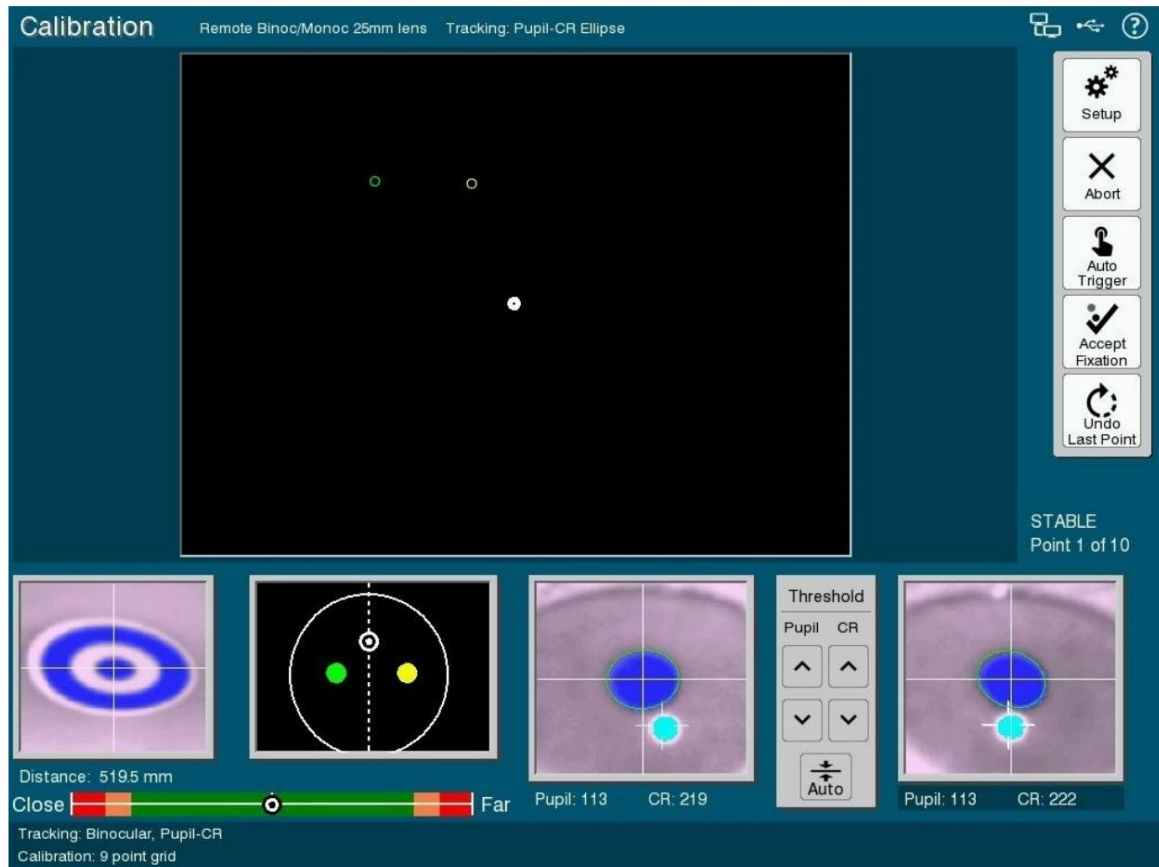 Calibration
Remote Binoc/Monoc 25mm lens   Tracking: Pupil-CR Ellipse
?
Setup
Abort
Auto
Trigger
Accept
Fixation
Undo
Last Point
STABLE
Point 1 of 10
Threshold
Pupil   CR
Auto
Distance: 519.5 mm
Close   Far
Pupil: 113   CR: 219
Pupil: 113   CR: 222
Tracking: Binocular, Pupil-CR
Calibration: 9 point grid